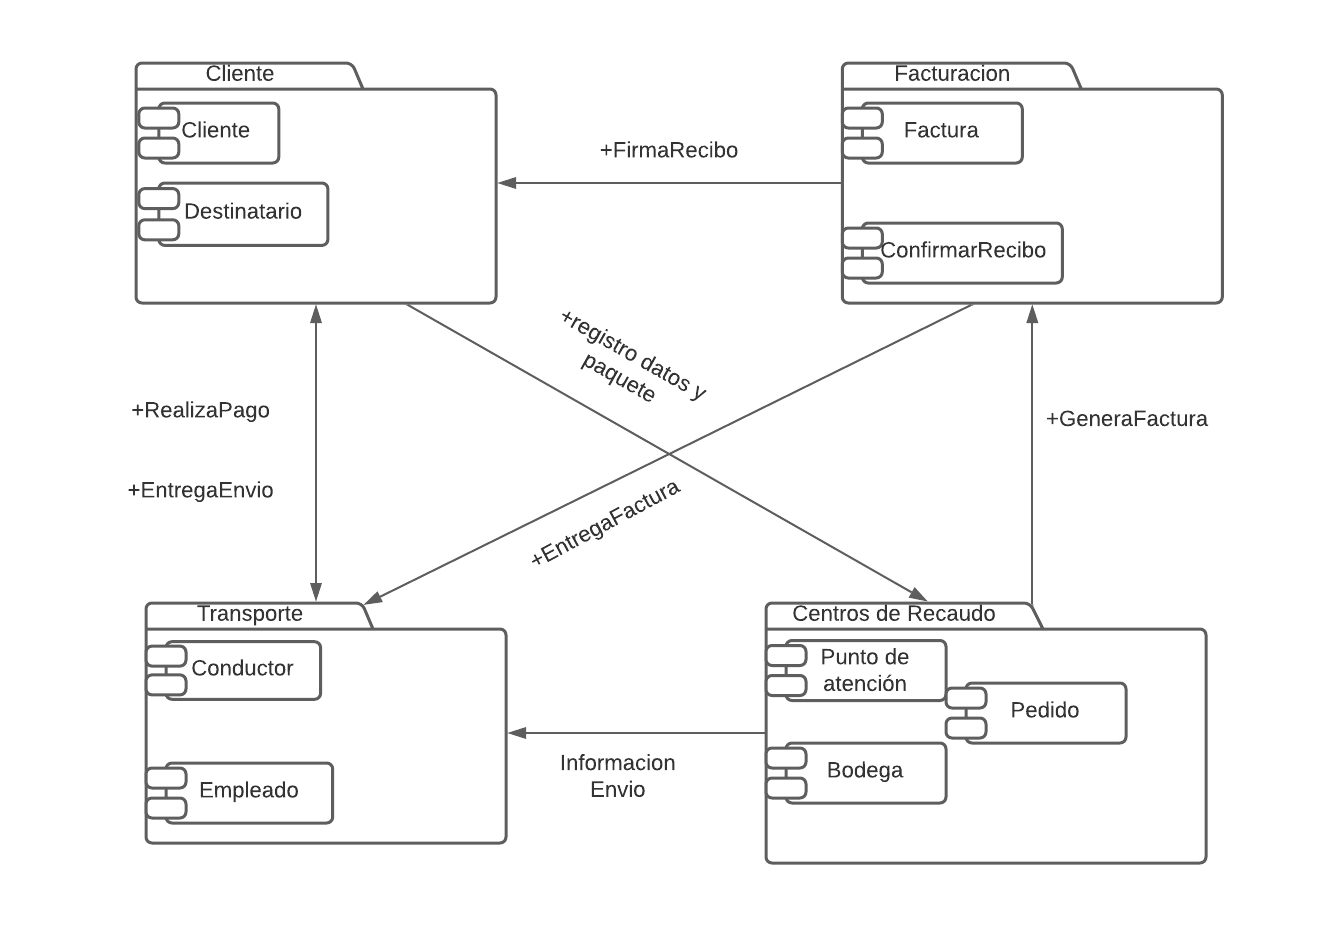 Cliente
Cliente
Destinatario
+FirmaRecibo
Facturacion
Factura
ConfirmarRecibo
+registro datos y
paquete
+RealizaPago
+EntregaEnvio
+EntregaFactura
+GeneraFactura
Transporte
Conductor
Empleado
Informacion
Envio
Centros de Recaudo
Punto de
atención
Pedido
Bodega